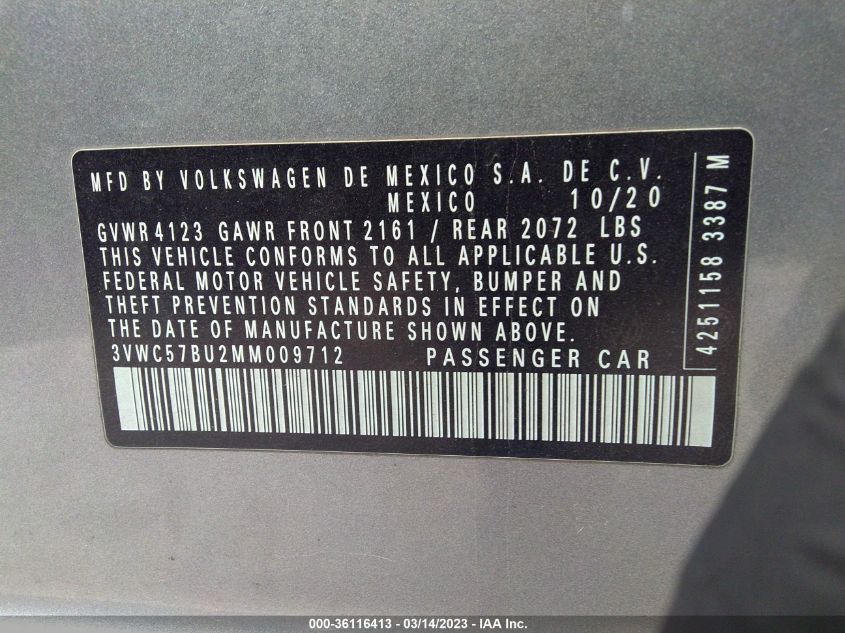 MFD BY VOLKSWAGEN DE MEXICO S.A. DE C.V.
MEXICO 10/20
GVWR 4123 GAWR FRONT 2161 / REAR 2072 LBS
THIS VEHICLE CONFORMS TO ALL APPLICABLE U.S.
FEDERAL MOTOR VEHICLE SAFETY, BUMPER AND
THEFT PREVENTION STANDARDS IN EFFECT ON
THE DATE OF MANUFACTURE SHOWN ABOVE.
3VWC57BU2MM009712 PASSENGER CAR
4251158 3387 M
000-36116413 - 03/14/2023 - IAA Inc.